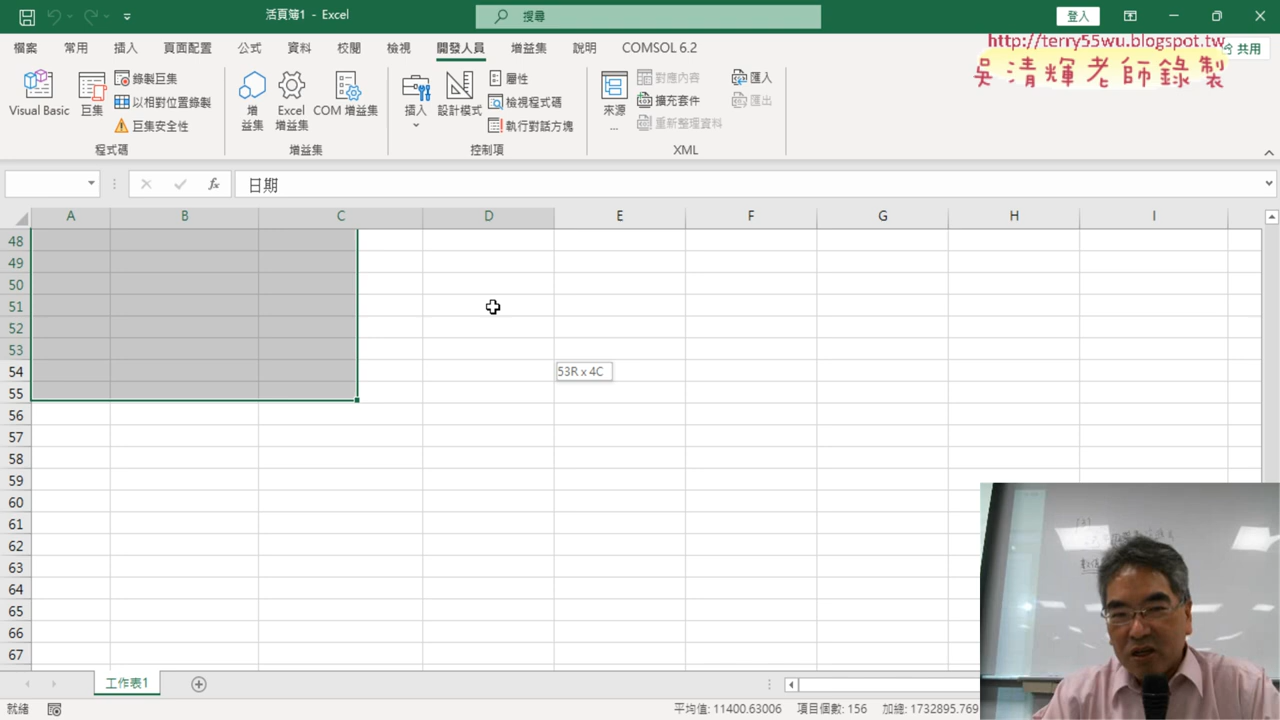 活頁簿1 - Excel
搜尋
登入
檔案 常用 插入 頁面配置 公式 資料 校閱 檢視 開發人員 增益集 說明 COMSOL 6.2
共用
http://terry55wu.blogspot.tw
吳清輝老師錄製
Visual Basic
巨集
錄製巨集
以相對位置錄製
巨集安全性
程式碼
增益集
Excel 增益集
COM 增益集
增益集
插入
設計模式
屬性
檢視程式碼
執行對話方塊
控制項
來源
...
對應內容
擴充套件
重新整理資料
匯入
匯出
XML
fx
日期
A B C D E F G H I
48
49
50
51
52
53
54
55
56
57
58
59
60
61
62
63
64
65
66
67
53R x 4C
工作表1
就緒
平均值: 11400.63006 項目個數: 156 加總: 1732895.769